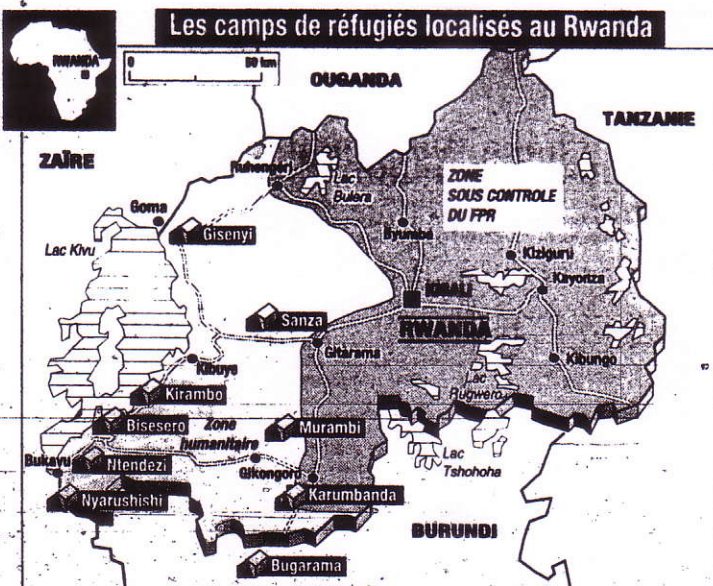 Les camps de réfugiés localisés au Rwanda
RWANDA
0 50 km
OUGANDA
TANZANIE
ZAÏRE
Ruhengeri
Lac
Bulera
ZONE
SOUS CONTROLE
DU FPR
Goma
Gisenyi
Byumba
Lac Kivu
Kiziguru
Kayonza
KIGALI
Sanza
RWANDA
Gitarama
Kibuye
Kibungo
Lac
Rugwero
Kirambo
Bisesero
Zone
humanitaire
Murambi
Bukavu
Ntendezi
Gikongoro
Lac
Tshohoha
Nyarushishi
Karumbanda
BURUNDI
Bugarama